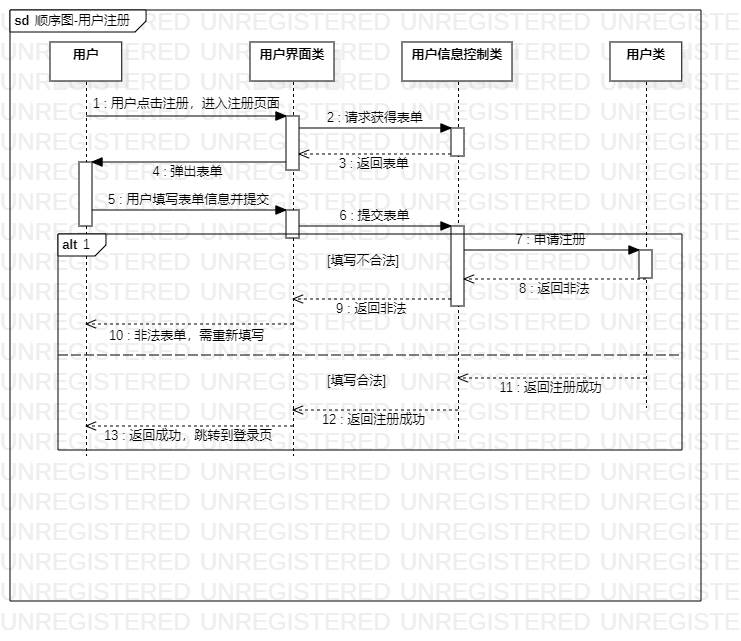 sd 顺序图-用户注册
用户
用户界面类
用户信息控制类
用户类
1 : 用户点击注册，进入注册页面
2 : 请求获得表单
3 : 返回表单
4 : 弹出表单
5 : 用户填写表单信息并提交
6 : 提交表单
alt 1
7 : 申请注册
[填写不合法]
8 : 返回非法
9 : 返回非法
10 : 非法表单，需重新填写
[填写合法]
11 : 返回注册成功
12 : 返回注册成功
13 : 返回成功，跳转到登录页
UNREGISTERED UNREGISTERED UNREGISTERED UNREGISTE